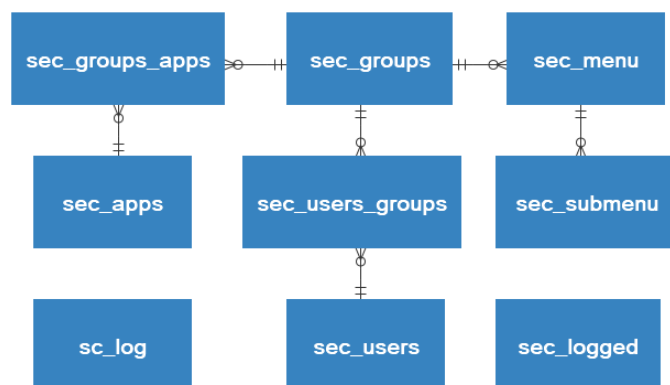 sec_groups_apps
sec_groups
sec_menu
sec_apps
sec_users_groups
sec_submenu
sc_log
sec_users
sec_logged